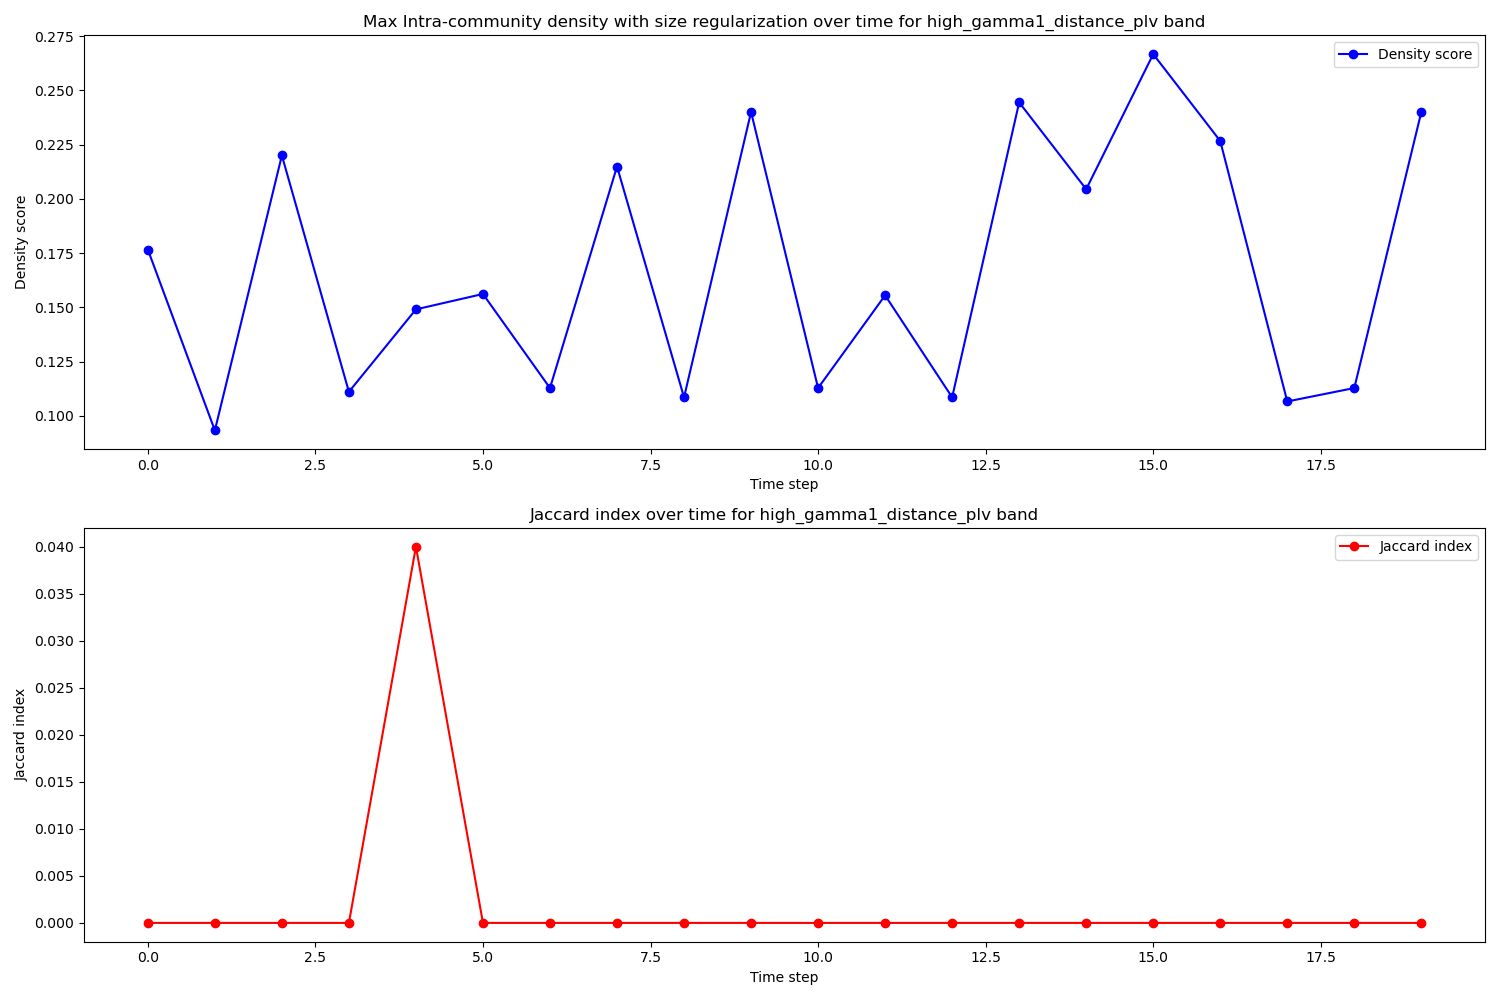 Max Intra-community density with size regularization over time for high_gamma1_distance_plv band
Density score
0.275
0.250
0.225
0.200
0.175
0.150
0.125
0.100
Density score
0.0 2.5 5.0 7.5 10.0 12.5 15.0 17.5
Time step
Jaccard index over time for high_gamma1_distance_plv band
Jaccard index
0.040
0.035
0.030
0.025
0.020
0.015
0.010
0.005
0.000
Jaccard index
0.0 2.5 5.0 7.5 10.0 12.5 15.0 17.5
Time step